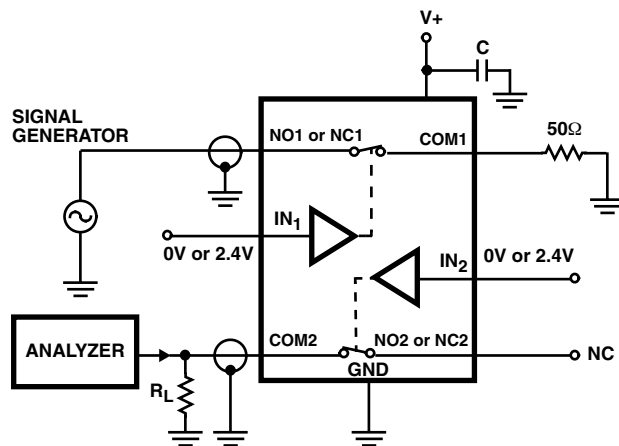 V+
C
SIGNAL
GENERATOR
NO1 or NC1
COM1
50Ω
IN1
0V or 2.4V
IN2
0V or 2.4V
ANALYZER
COM2
NO2 or NC2
NC
GND
RL